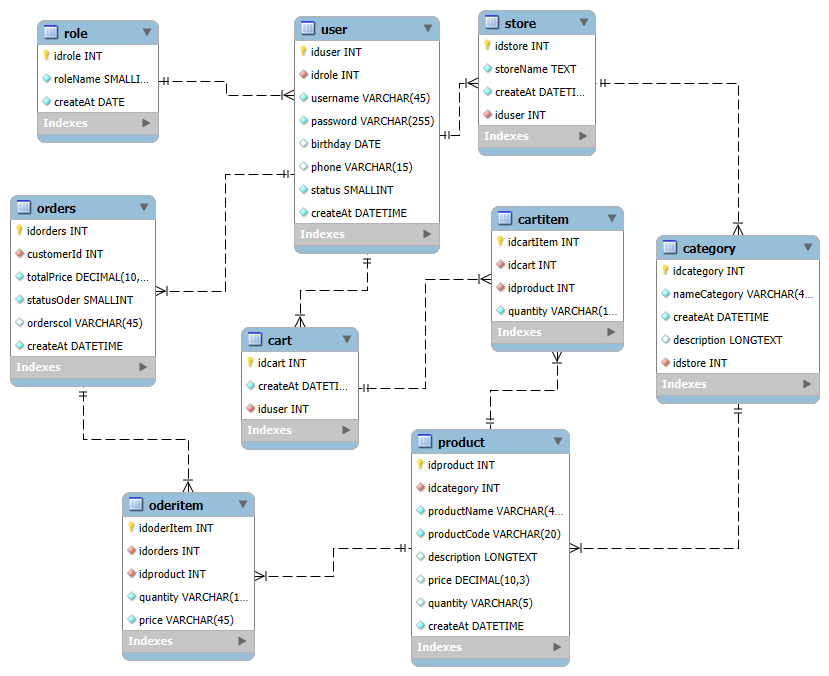 role
idrole INT
roleName SMALLI...
createAt DATE
Indexes
user
iduser INT
idrole INT
username VARCHAR(45)
password VARCHAR(255)
birthday DATE
phone VARCHAR(15)
status SMALLINT
createAt DATETIME
Indexes
store
idstore INT
storeName TEXT
createAt DATETI...
iduser INT
Indexes
orders
idorders INT
customerId INT
totalPrice DECIMAL(10,...
statusOder SMALLINT
orderscol VARCHAR(45)
createAt DATETIME
Indexes
cartitem
idcartItem INT
idcart INT
idproduct INT
quantity VARCHAR(1...
Indexes
category
idcategory INT
nameCategory VARCHAR(4...
createAt DATETIME
description LONGTEXT
idstore INT
Indexes
cart
idcart INT
createAt DATETI...
iduser INT
Indexes
product
idproduct INT
idcategory INT
productName VARCHAR(4...
productCode VARCHAR(20)
description LONGTEXT
price DECIMAL(10,3)
quantity VARCHAR(5)
createAt DATETIME
Indexes
oderitem
idoderItem INT
idorders INT
idproduct INT
quantity VARCHAR(1...
price VARCHAR(45)
Indexes